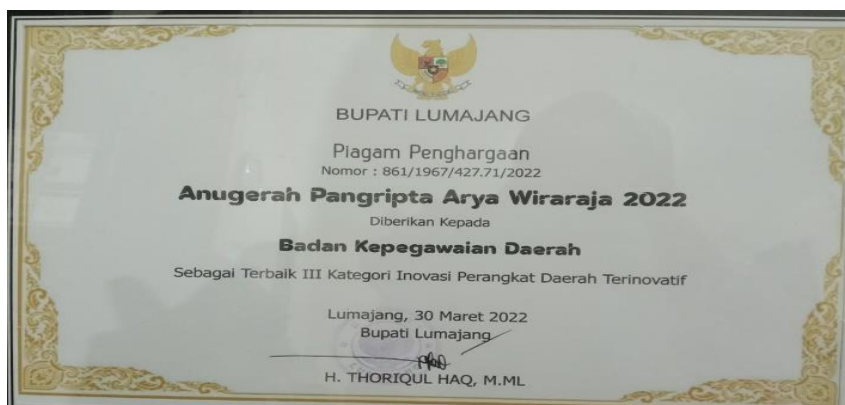 BUPATI LUMAJANG
Piagam Penghargaan
Nomor : 861/1967/427.71/2022
Anugerah Pangripta Arya Wiraraja 2022
Diberikan Kepada
Badan Kepegawaian Daerah
Sebagai Terbaik III Kategori Inovasi Perangkat Daerah Terinovatif
Lumajang, 30 Maret 2022
Bupati Lumajang
H. THORIQUL HAQ, M.ML